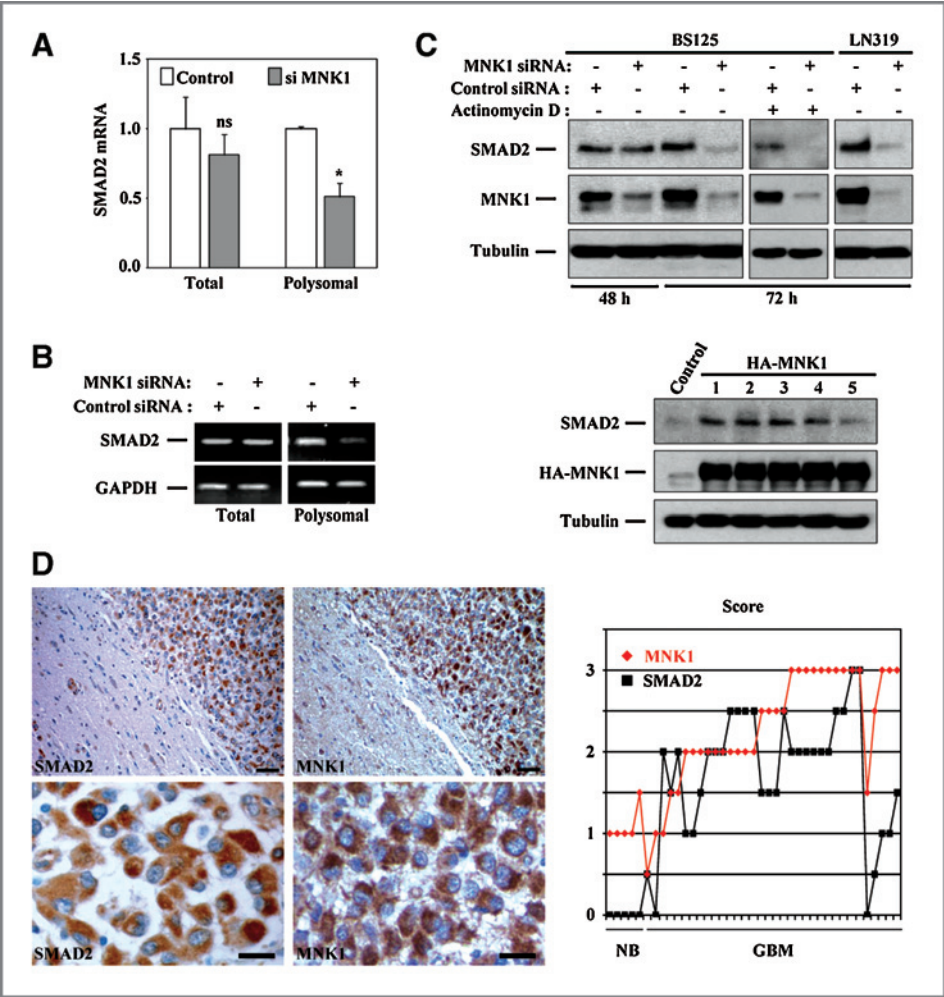 A
SMAD2 mRNA
1.5
1.0
0.5
0.0
Control
si MNK1
ns
*
Total
Polysomal
B
MNK1 siRNA: - + - +
Control siRNA : + - + -
SMAD2
GAPDH
Total
Polysomal
C
BS125
LN319
MNK1 siRNA: - + - + - + - +
Control siRNA : + - + - + - + -
Actinomycin D : - - - - + + - -
SMAD2
MNK1
Tubulin
48 h
72 h
Control
HA-MNK1
1 2 3 4 5
SMAD2
HA-MNK1
Tubulin
D
SMAD2
MNK1
SMAD2
MNK1
Score
MNK1
SMAD2
3
2
1
0
NB
GBM